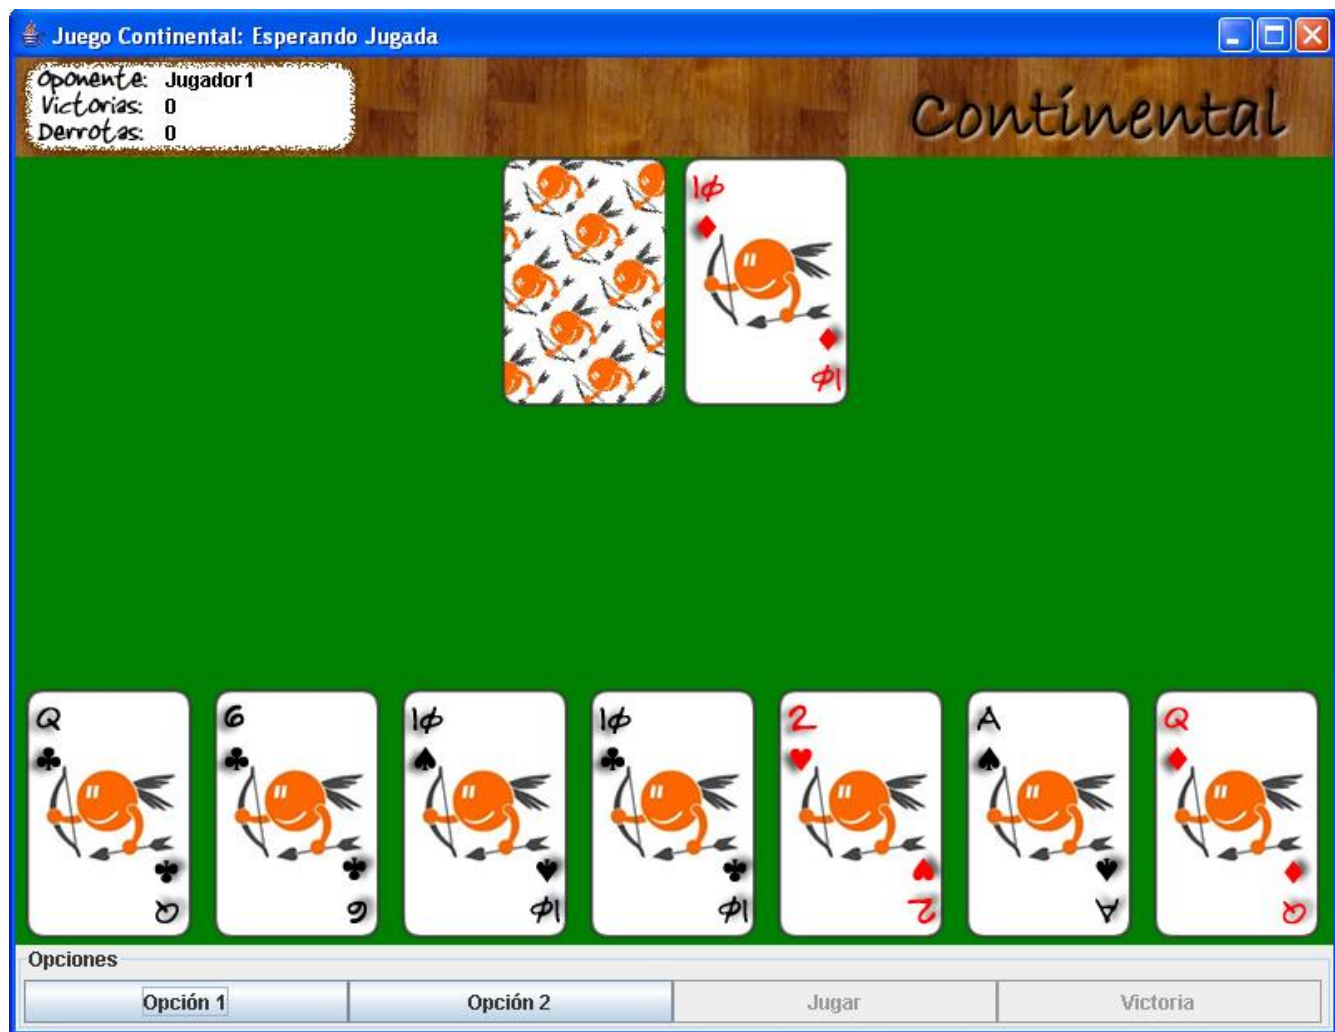 Juego Continental: Esperando Jugada
Oponente: Jugador1
Victorias: 0
Derrotas: 0
Continental
10
10
Q
6
10
10
2
A
Q
Q
6
10
10
2
A
Q
Opciones
Opción 1
Opción 2
Jugar
Victoria